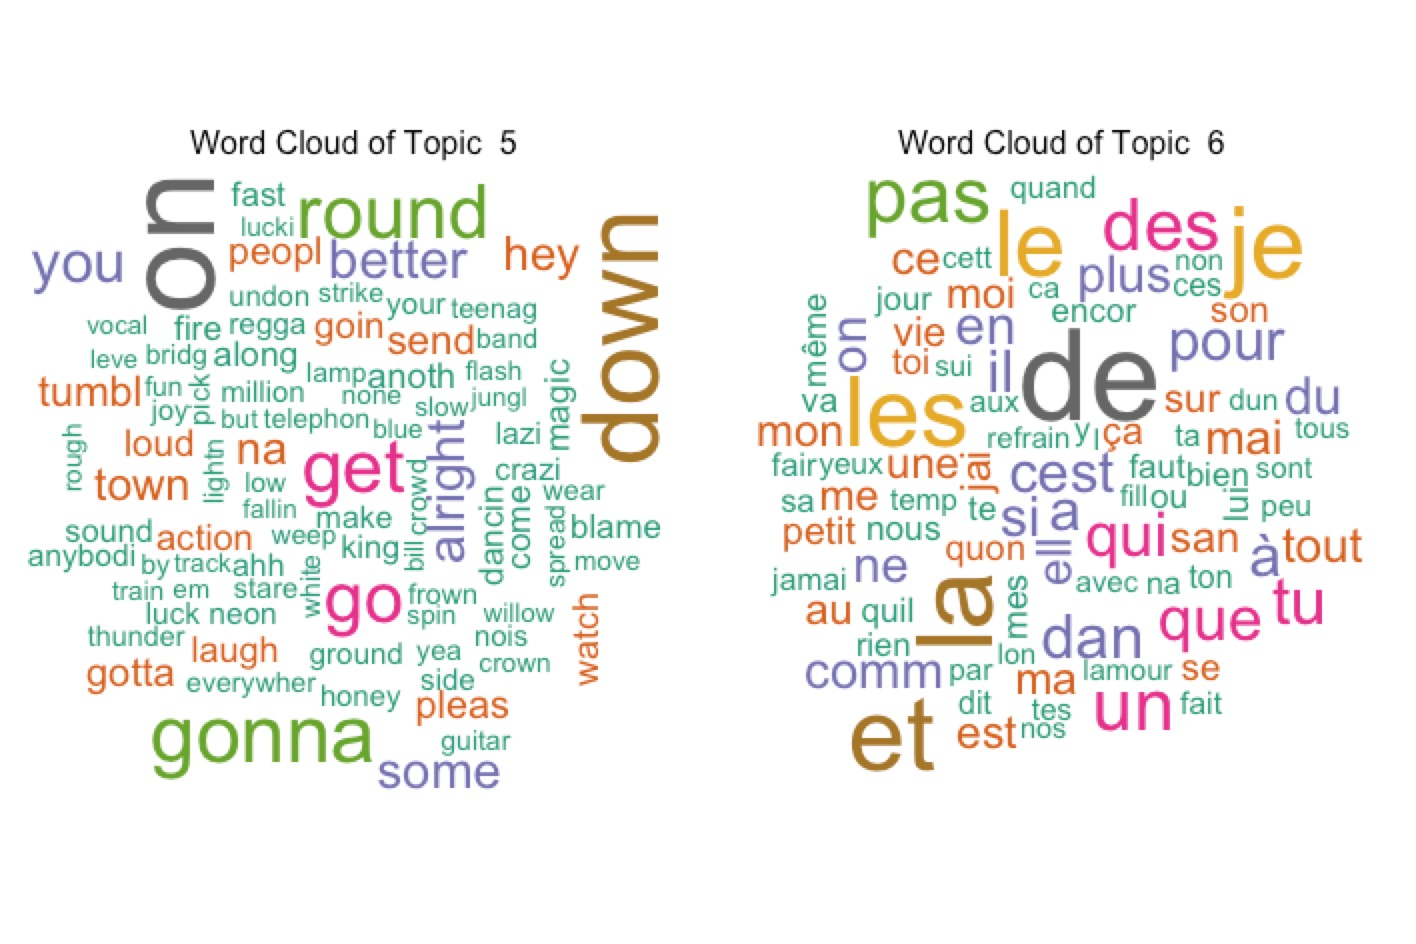 Word Cloud of Topic 5
on
fast
lucki
round
you
peopl
better
hey
down
undon
strike
your
teenag
vocal
fire
regga
goin
send
band
leve
bridg
along
lamp
anoth
flash
magic
tumbl
fun
pick
million
none
slow
jungl
joy
but
telephon
blue
alright
rough
loud
lightn
na
get
crowd
lazi
town
low
crazi
wear
fallin
make
dancin
come
spread
blame
sound
action
weep
king
bill
move
anybodi
by
track
ahh
white
train
em
stare
go
frown
spin
willow
watch
luck
neon
thunder
laugh
ground
yea
nois
crown
gotta
everywher
honey
side
pleas
gonna
guitar
some
Word Cloud of Topic 6
pas
quand
le
des
je
ce
cett
plus
non
ces
jour
moi
ca
encor
son
même
on
vie
en
pour
toi
sui
il
de
va
les
aux
sur
dun
du
mon
refrain
y
l
ça
ta
mai
tous
fair
yeux
une
jai
cest
faut
bien
sont
sa
me
temp
te
si
a
fill
ou
lui
peu
petit
nous
quon
ell
qui
san
à
tout
jamai
ne
la
mes
avec
na
ton
au
quil
que
tu
rien
lon
dan
comm
par
ma
lamour
se
dit
tes
un
fait
et
est
nos